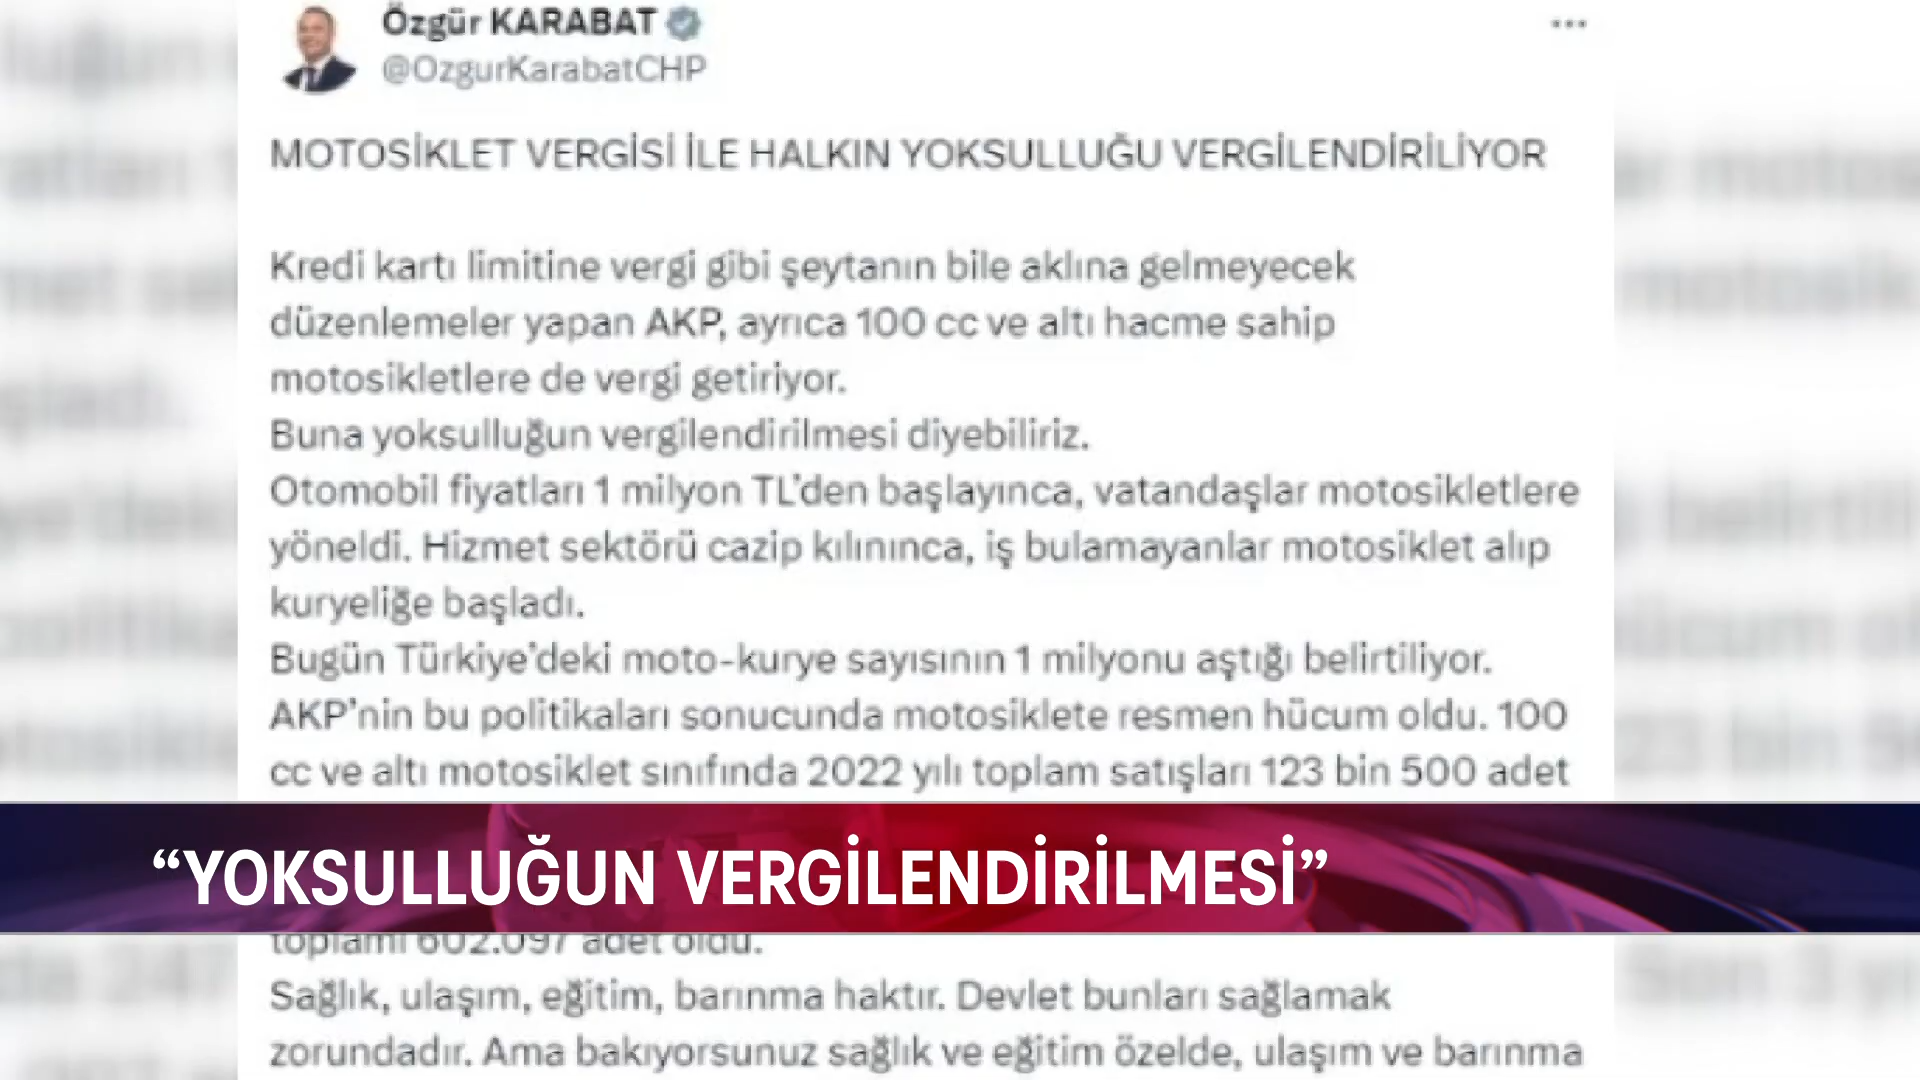 Özgür KARABAT
@OzgurKarabatCHP
MOTOSİKLET VERGİSİ İLE HALKIN YOKSULLUĞU VERGİLENDİRİLİYOR
Kredi kartı limitine vergi gibi şeytanın bile aklına gelmeyecek
düzenlemeler yapan AKP, ayrıca 100 cc ve altı hacme sahip
motosikletlere de vergi getiriyor.
Buna yoksulluğun vergilendirilmesi diyebiliriz.
Otomobil fiyatları 1 milyon TL'den başlayınca, vatandaşlar motosikletlere
yöneldi. Hizmet sektörü cazip kılınınca, iş bulamayanlar motosiklet alıp
kuryeliğe başladı.
Bugün Türkiye'deki moto-kurye sayısının 1 milyonu aştığı belirtiliyor.
AKP'nin bu politikaları sonucunda motosiklete resmen hücum oldu. 100
cc ve altı motosiklet sınıfında 2022 yılı toplam satışları 123 bin 500 adet
“YOKSULLUĞUN VERGİLENDİRİLMESİ”
toplamı 602.097 adet oldu.
Sağlık, ulaşım, eğitim, barınma haktır. Devlet bunları sağlamak
zorundadır. Ama bakıyorsunuz sağlık ve eğitim özelde, ulaşım ve barınma